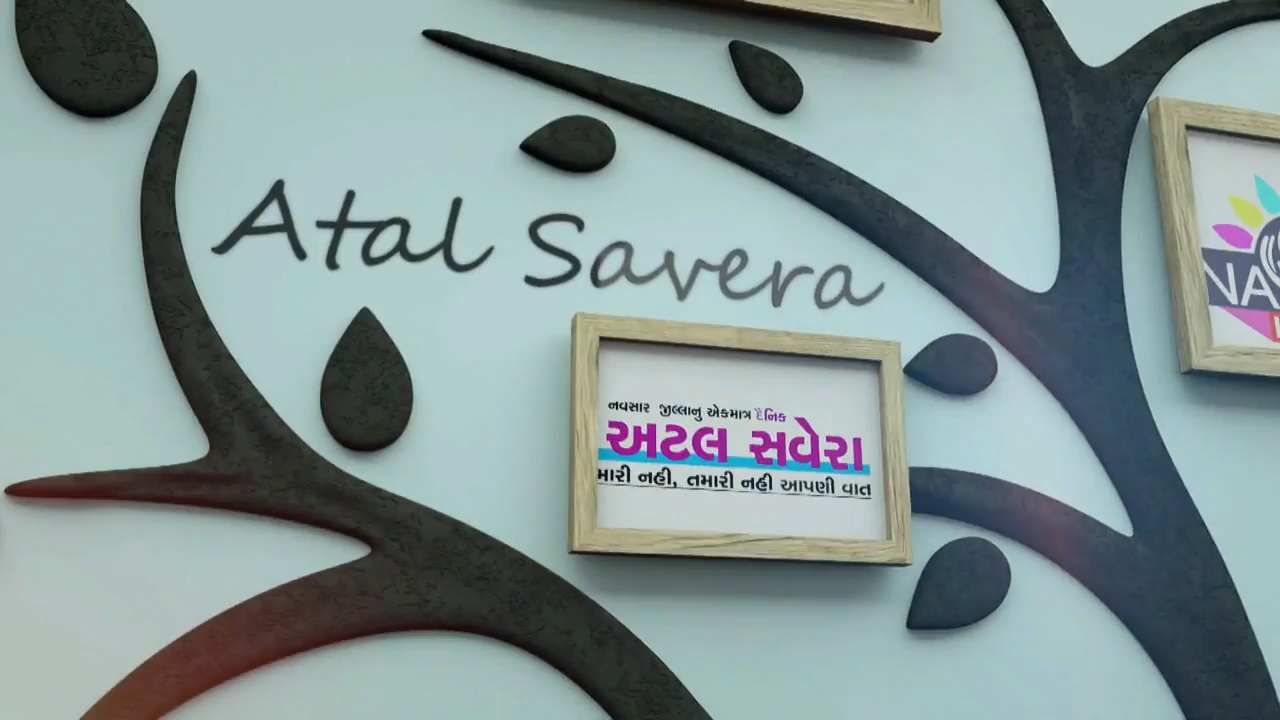 Atal Savera
નવસાર જીલ્લાનુ એકમાત્ર દૈનિક
અટલ સવેરા
મારી નહી, તમારી નહી આપણી વાત